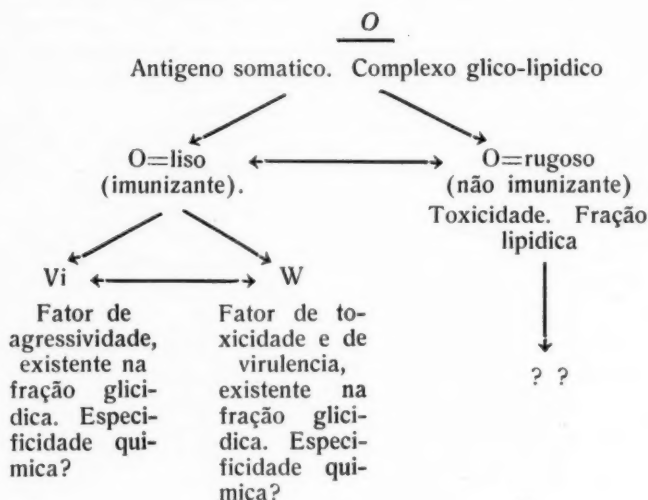 O
Antigeno somatico. Complexo glico-lipidico
O=liso
(imunizante).
O=rugoso
(não imunizante)
Toxicidade. Fração
lipidica
Vi
W
Fator de
agressividade,
existente na
fração glici-
dica. Especi-
ficidade qui-
mica?
Fator de to-
xicidade e de
virulencia,
existente na
fração glici-
dica. Especi-
ficidade qui-
mica?
? ?